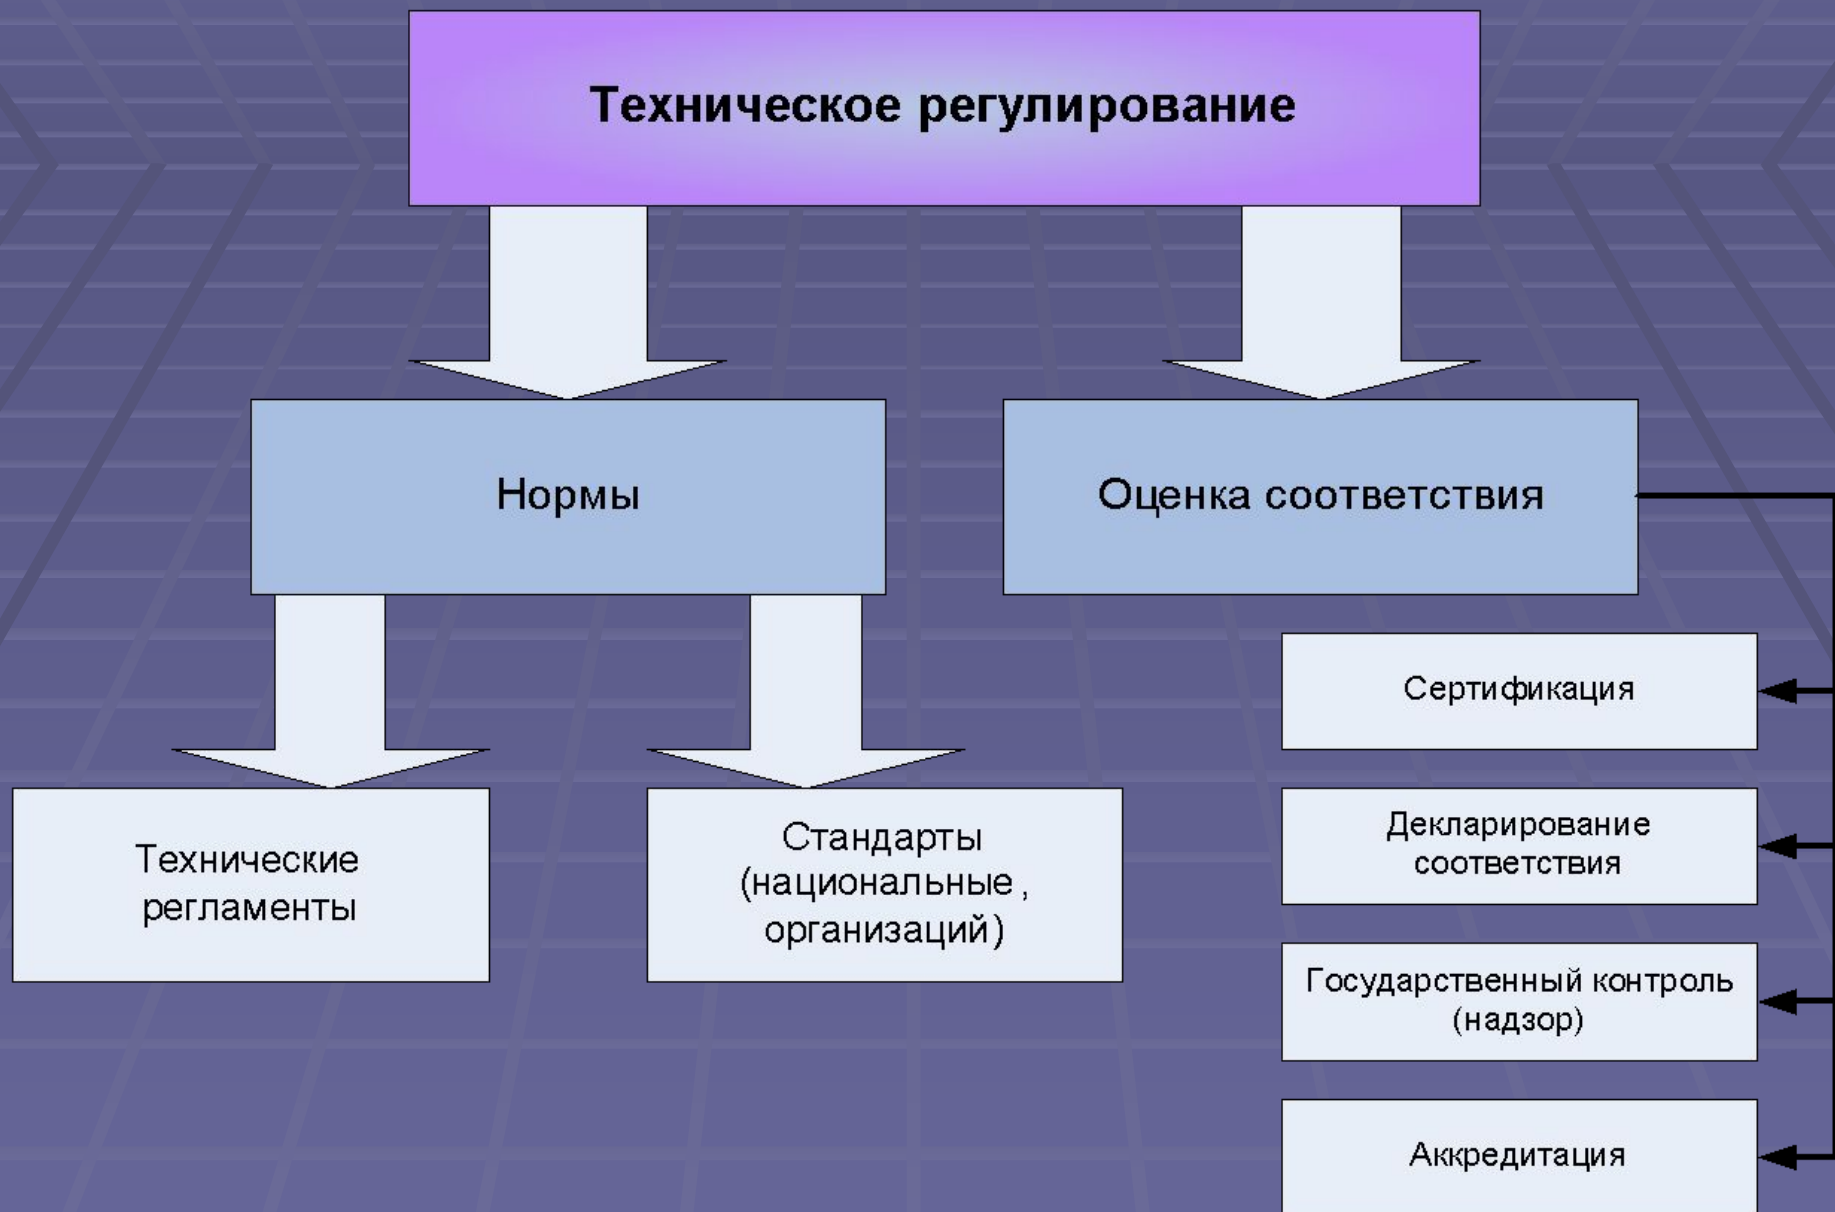 Техническое регулирование
Нормы
Оценка соответствия
Технические
регламенты
Стандарты
(национальные,
организаций)
Сертификация
Декларирование
соответствия
Государственный контроль
(надзор)
Аккредитация